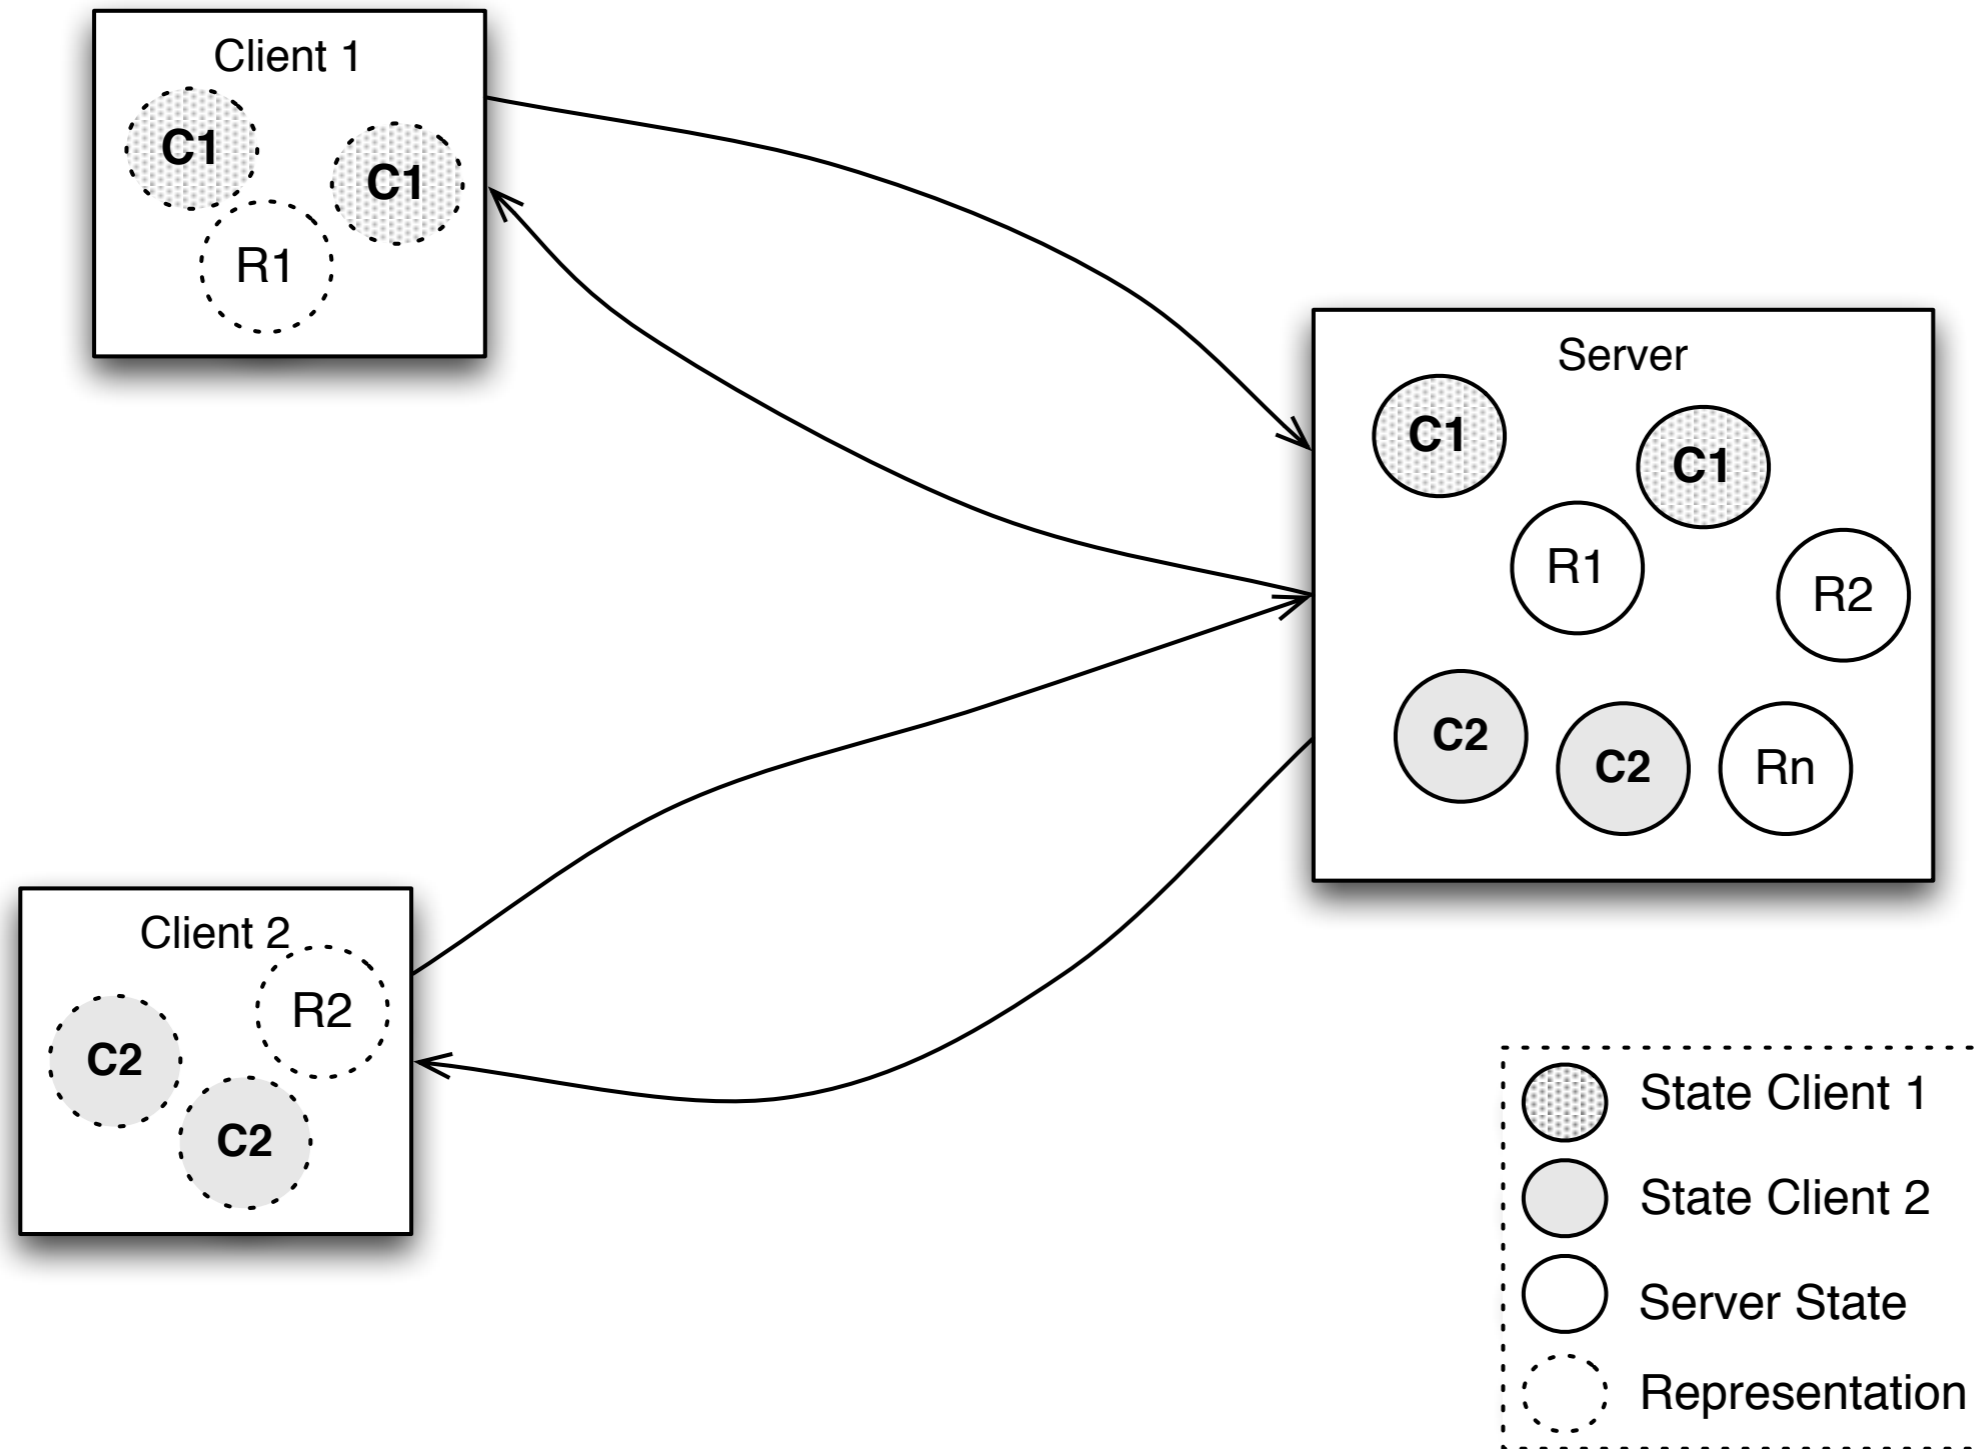 Client 1
C1
C1
R1
Server
C1
C1
R1
R2
C2
C2
Rn
Client 2
R2
C2
C2
State Client 1
State Client 2
Server State
Representation